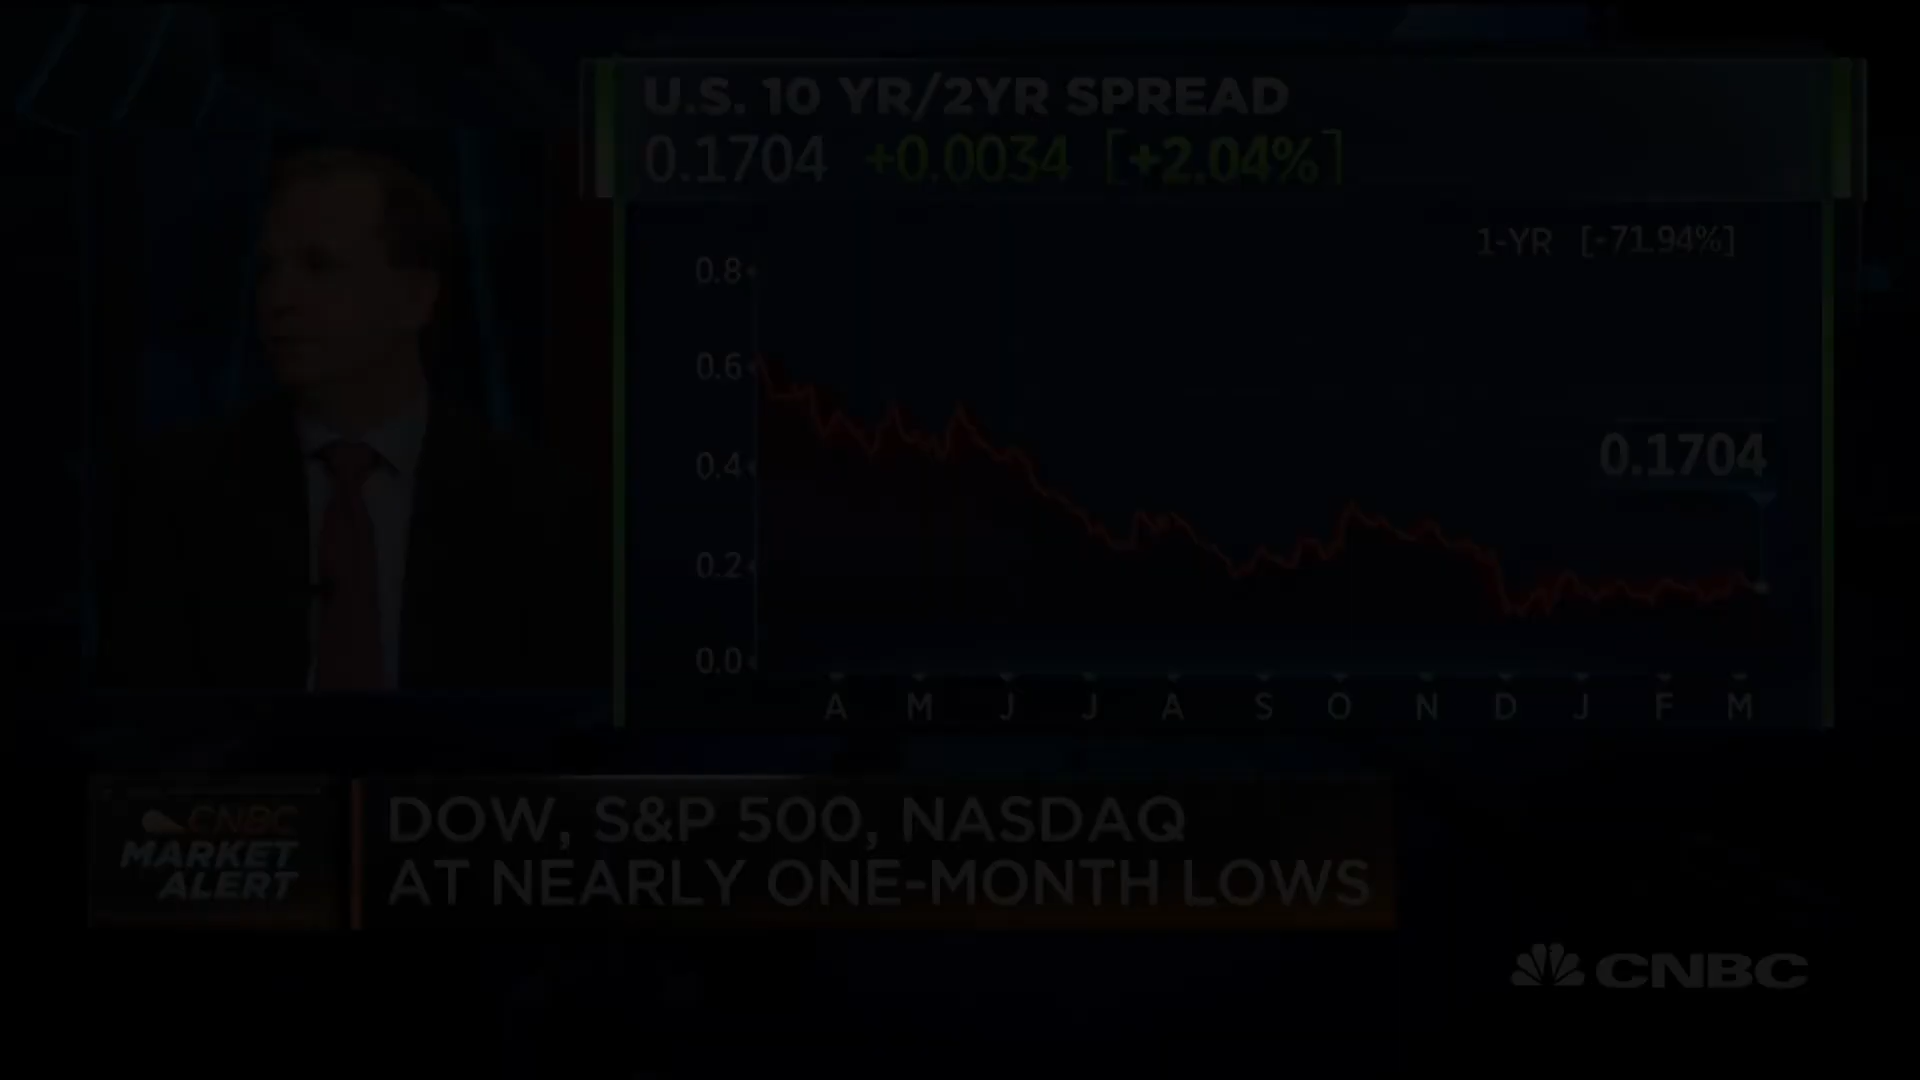 U.S. 10 YR/2YR SPREAD
0.1704 +0.0034 [+2.04%]
1-YR [-71.94%]
0.8
0.6
0.4
0.2
0.0
0.1704
A M J J A S O N D J F M
CNBC
MARKET
ALERT
DOW, S&P 500, NASDAQ
AT NEARLY ONE-MONTH LOWS
CNBC